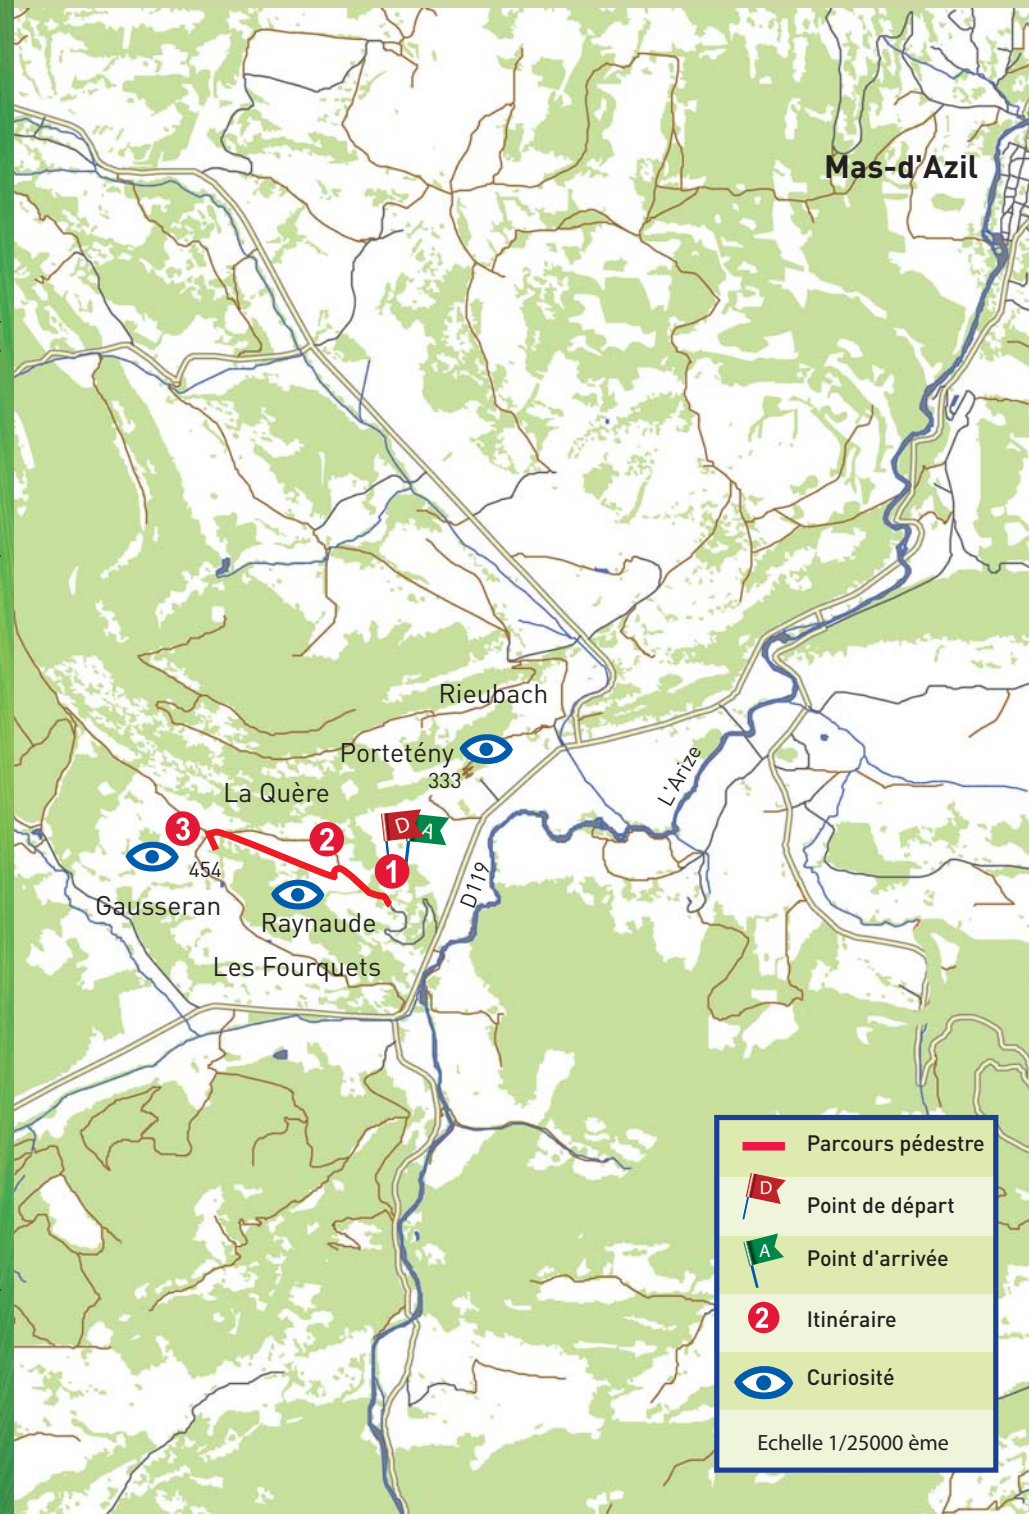 Mas-d'Azil
Rieubach
Portetény
333
L'Arize
La Quère
D A
3
2
1
454
D119
Gausseran
Raynaude
Les Fourquets
Parcours pédestre
D
Point de départ
A
Point d'arrivée
2
Itinéraire
Curiosité
Echelle 1/25000 ème